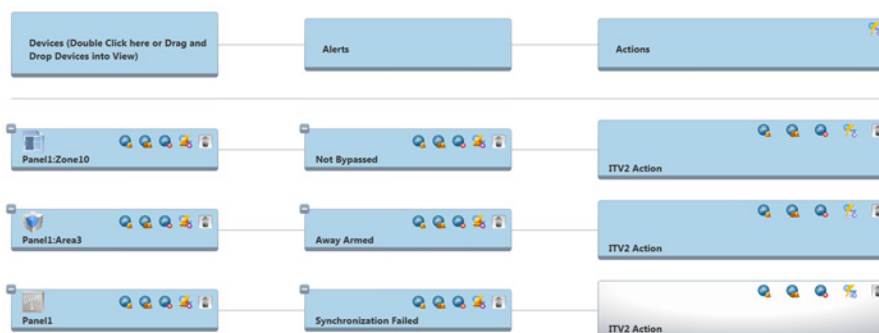 Devices (Double Click here or Drag and
Drop Devices into View)
Alerts
Actions
Panel1:Zone10
Not Bypassed
ITV2 Action
Panel1:Area3
Away Armed
ITV2 Action
Panel1
Synchronization Failed
ITV2 Action